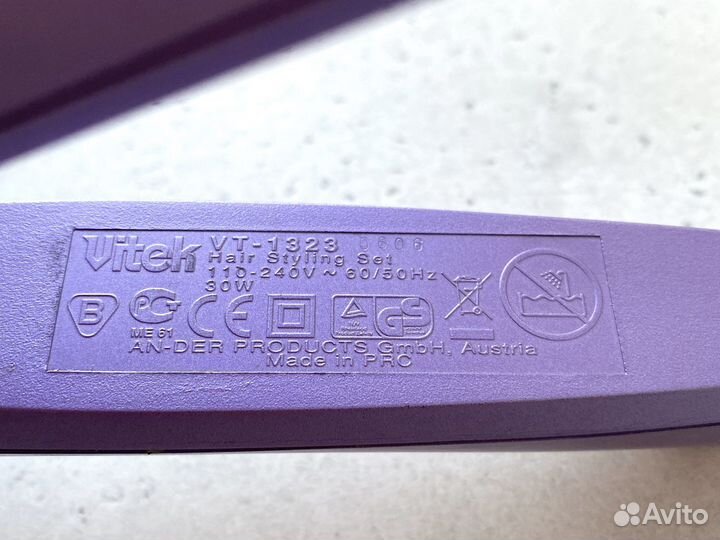 Vitek VT-1323 0606
Hair Styling Set
110-240V ~ 60/50Hz
30W
B PG CE GS
ME 61
AN-DER PRODUCTS GmbH, Austria
Made in PRC
Avito